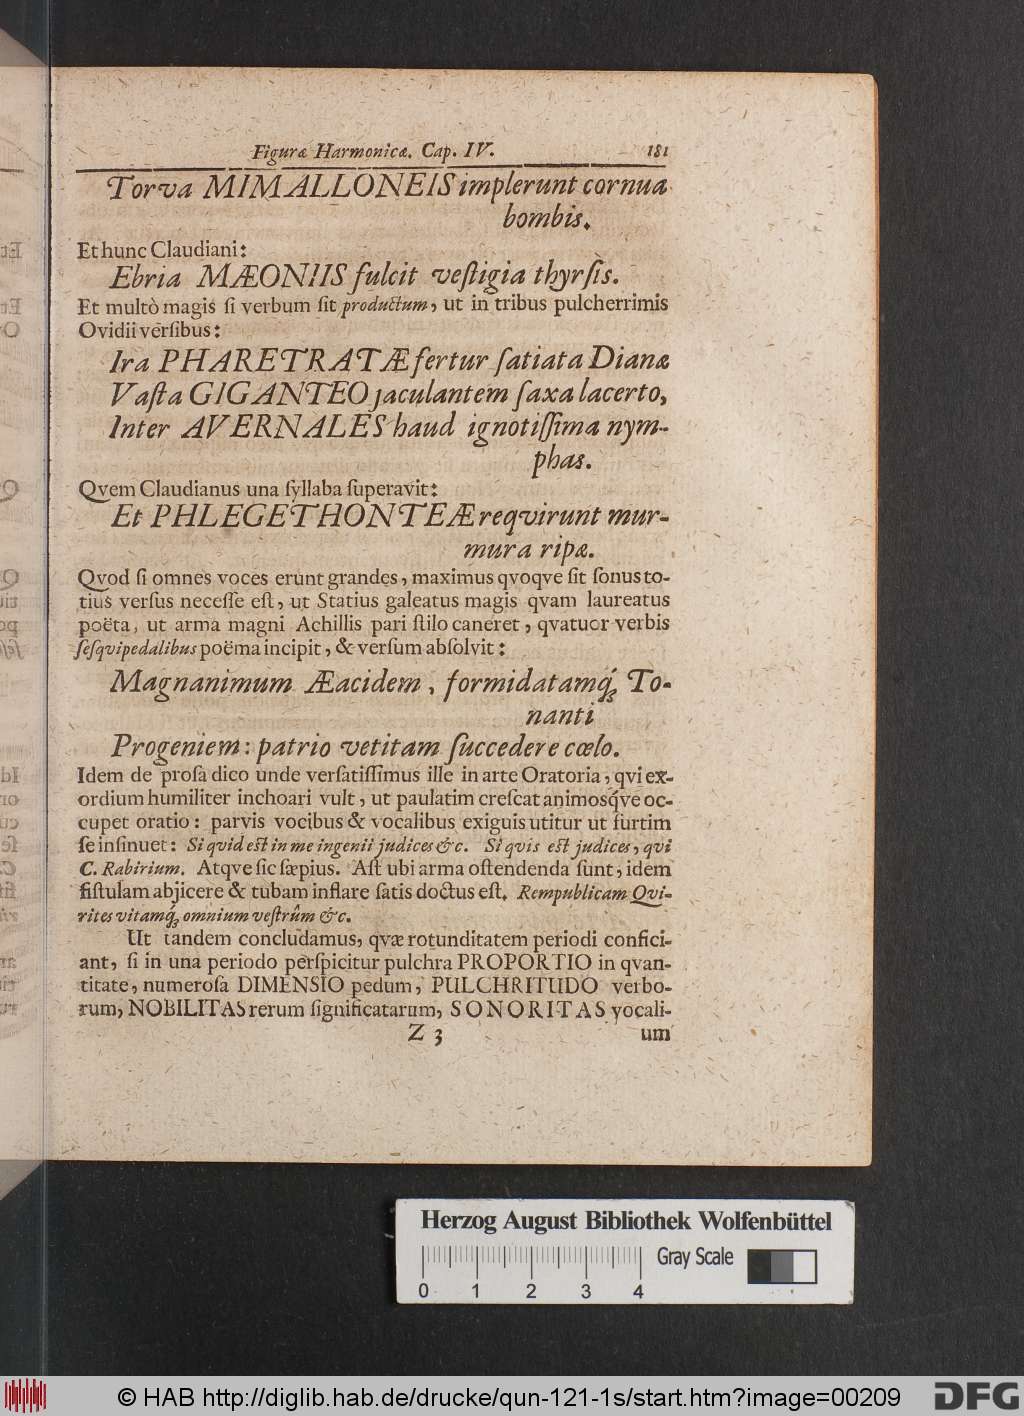 Figuræ Harmonicæ. Cap. IV. 181
Torva MIMALLONEIS implerunt cornua
bombis.
Et hunc Claudiani:
Ebria MÆONIIS fulcit veſtigia thyrſis.
Et multò magis ſi verbum ſit productum, ut in tribus pulcherrimis
Ovidii verſibus:
Ira PHARETRATÆ fertur ſatiata Dianæ
Vaſta GIGANTEO jaculantem ſaxa lacerto,
Inter AVERNALES haud ignotiſſima nym-
phas.
Qvem Claudianus una ſyllaba ſuperavit:
Et PHLEGETHONTEÆ reqvirunt mur-
mura ripæ.
Qvod ſi omnes voces erunt grandes, maximus qvoqve ſit ſonus to-
tius verſus neceſſe eſt, ut Statius galeatus magis qvam laureatus
poëta, ut arma magni Achillis pari ſtilo caneret, qvatuor verbis
ſeſqvipedalibus poëma incipit, & verſum abſolvit:
Magnanimum Æacidem, formidatamq́; To-
nanti
Progeniem: patrio vetitam ſuccedere cœlo.
Idem de proſa dico unde verſatiſſimus ille in arte Oratoria, qvi ex-
ordium humiliter inchoari vult, ut paulatim creſcat animosq́ve oc-
cupet oratio: parvis vocibus & vocalibus exiguis utitur ut furtim
ſe inſinuet: Si qvid eſt in me ingenii judices &c. Si qvis eſt judices, qvi
C. Rabirium. Atqve ſic ſæpius. Aſt ubi arma oſtendenda ſunt, idem
fiſtulam abjicere & tubam inflare ſatis doctus eſt. Rempublicam Qvi-
rites vitamq́; omnium veſtrûm &c.
Ut tandem concludamus, qvæ rotunditatem periodi confici-
ant, ſi in una periodo perſpicitur pulchra PROPORTIO in qvan-
titate, numeroſa DIMENSIO pedum, PULCHRITUDO verbo-
rum, NOBILITAS rerum ſignificatarum, SONORITAS vocali-
Z 3 um
Herzog August Bibliothek Wolfenbüttel
Gray Scale
0 1 2 3 4
© HAB http://diglib.hab.de/drucke/qun-121-1s/start.htm?image=00209
DFG